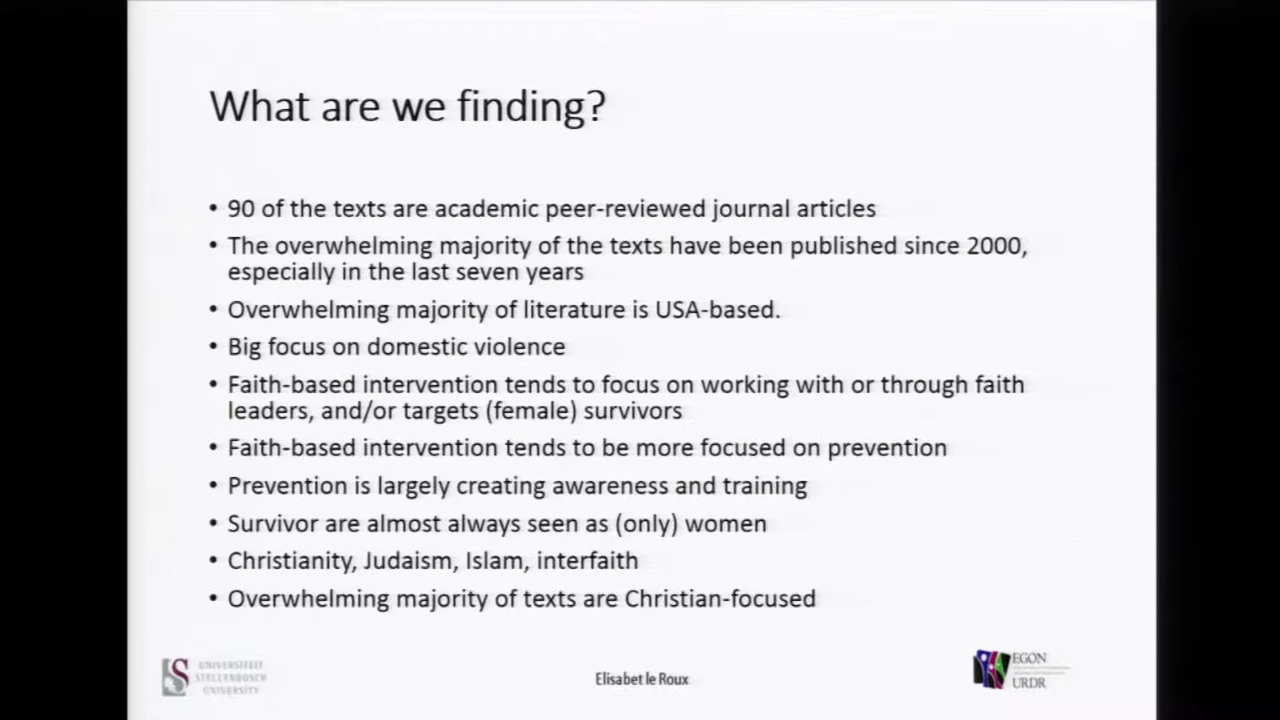 What are we finding?
• 90 of the texts are academic peer-reviewed journal articles
• The overwhelming majority of the texts have been published since 2000,
especially in the last seven years
• Overwhelming majority of literature is USA-based.
• Big focus on domestic violence
• Faith-based intervention tends to focus on working with or through faith
leaders, and/or targets (female) survivors
• Faith-based intervention tends to be more focused on prevention
• Prevention is largely creating awareness and training
• Survivor are almost always seen as (only) women
• Christianity, Judaism, Islam, interfaith
• Overwhelming majority of texts are Christian-focused
UNIVERSITEIT
STELLENBOSCH
UNIVERSITY
Elisabet le Roux
EGON
URDR